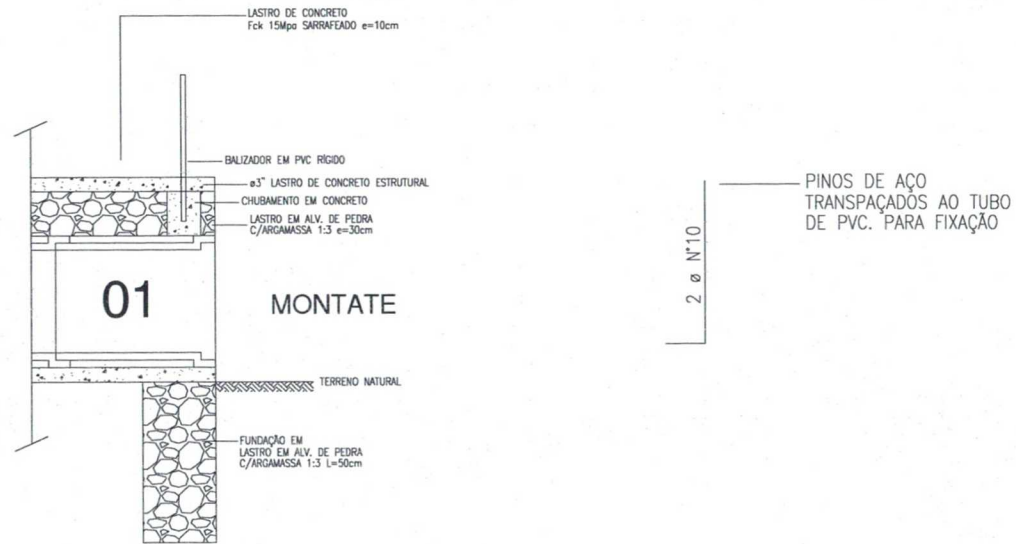 LASTRO DE CONCRETO
Fck 15Mpa SARRAFEADO e=10cm
BALIZADOR EM PVC RÍGIDO
ø3" LASTRO DE CONCRETO ESTRUTURAL
CHUBAMENTO EM CONCRETO
LASTRO EM ALV. DE PEDRA
C/ARGAMASSA 1:3 e=30cm
01
MONTATE
TERRENO NATURAL
FUNDAÇÃO EM
LASTRO EM ALV. DE PEDRA
C/ARGAMASSA 1:3 L=50cm
2 ø N°10
PINOS DE AÇO
TRANSPAÇADOS AO TUBO
DE PVC. PARA FIXAÇÃO